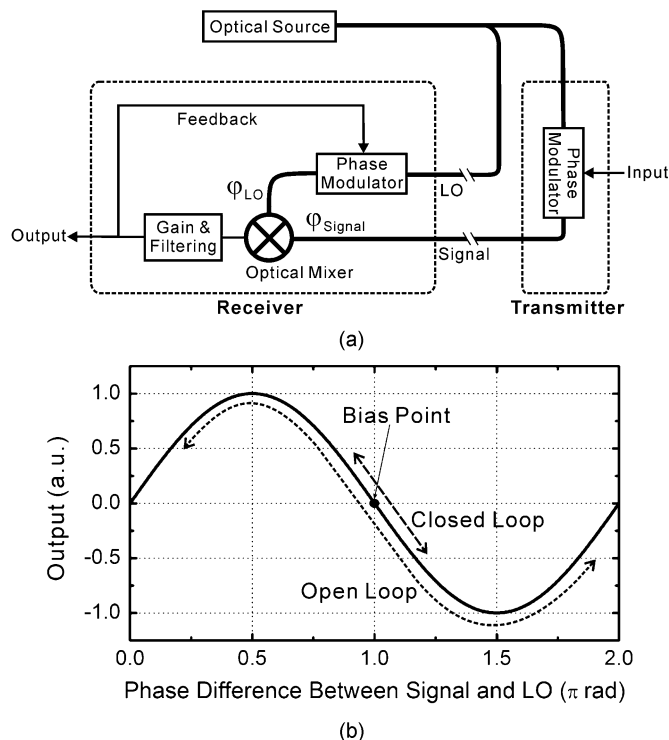 Optical Source
Feedback
Phase
Modulator
φLO
LO
Phase
Modulator
Input
φSignal
Output
Gain &
Filtering
Optical Mixer
Signal
Receiver
Transmitter
(a)
Output (a.u.)
1.0
0.5
0.0
-0.5
-1.0
Bias Point
Closed Loop
Open Loop
0.0 0.5 1.0 1.5 2.0
Phase Difference Between Signal and LO (π rad)
(b)